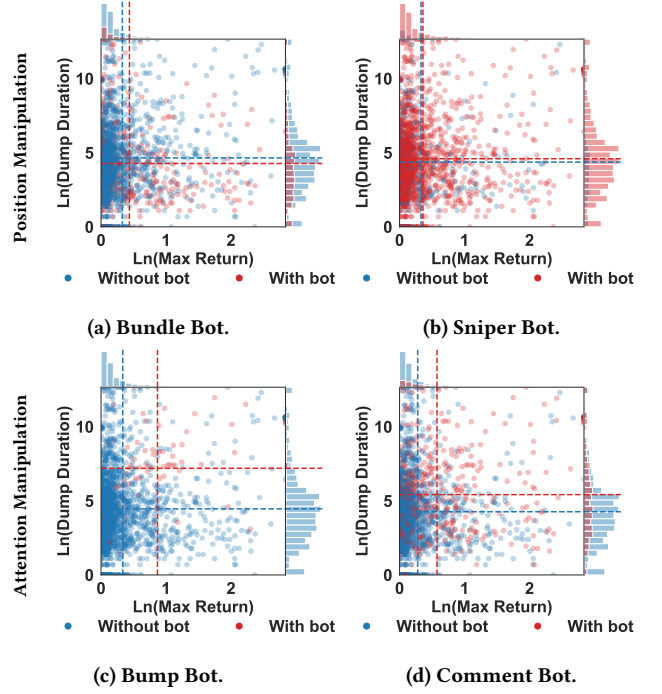 Position Manipulation
Ln(Dump Duration)
10
5
0
0 1 2
Ln(Max Return)
Without bot With bot
(a) Bundle Bot.
Ln(Dump Duration)
10
5
0
0 1 2
Ln(Max Return)
Without bot With bot
(b) Sniper Bot.
Attention Manipulation
Ln(Dump Duration)
10
5
0
0 1 2
Ln(Max Return)
Without bot With bot
(c) Bump Bot.
Ln(Dump Duration)
10
5
0
0 1 2
Ln(Max Return)
Without bot With bot
(d) Comment Bot.